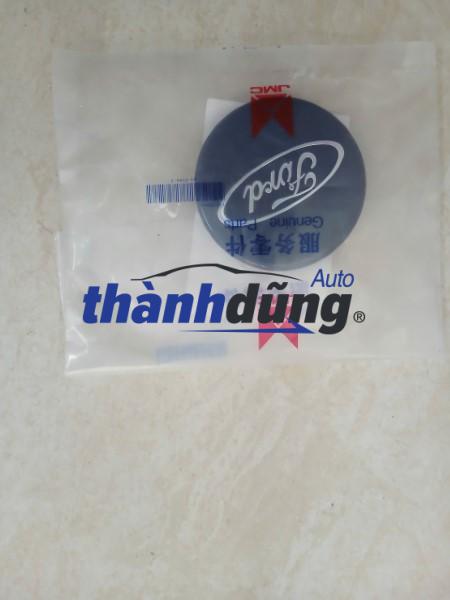 JMC
Ford
Genuine Parts
服务零件
Auto
thànhdũng®